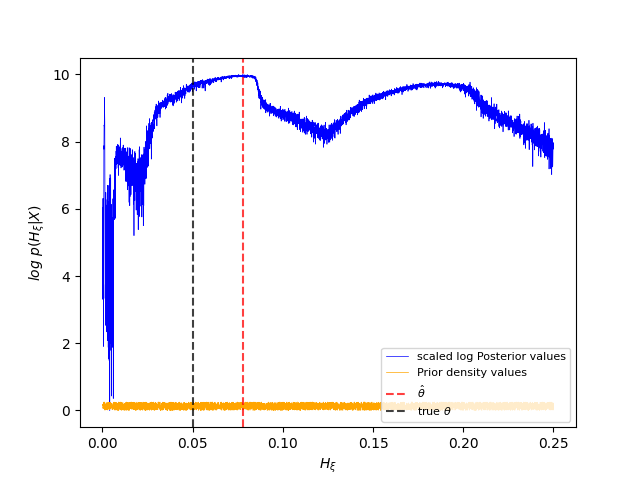 10
8
6
4
2
0
log p(H_ξ|X)
scaled log Posterior values
Prior density values
θ̂
true θ
0.00 0.05 0.10 0.15 0.20 0.25
H_ξ